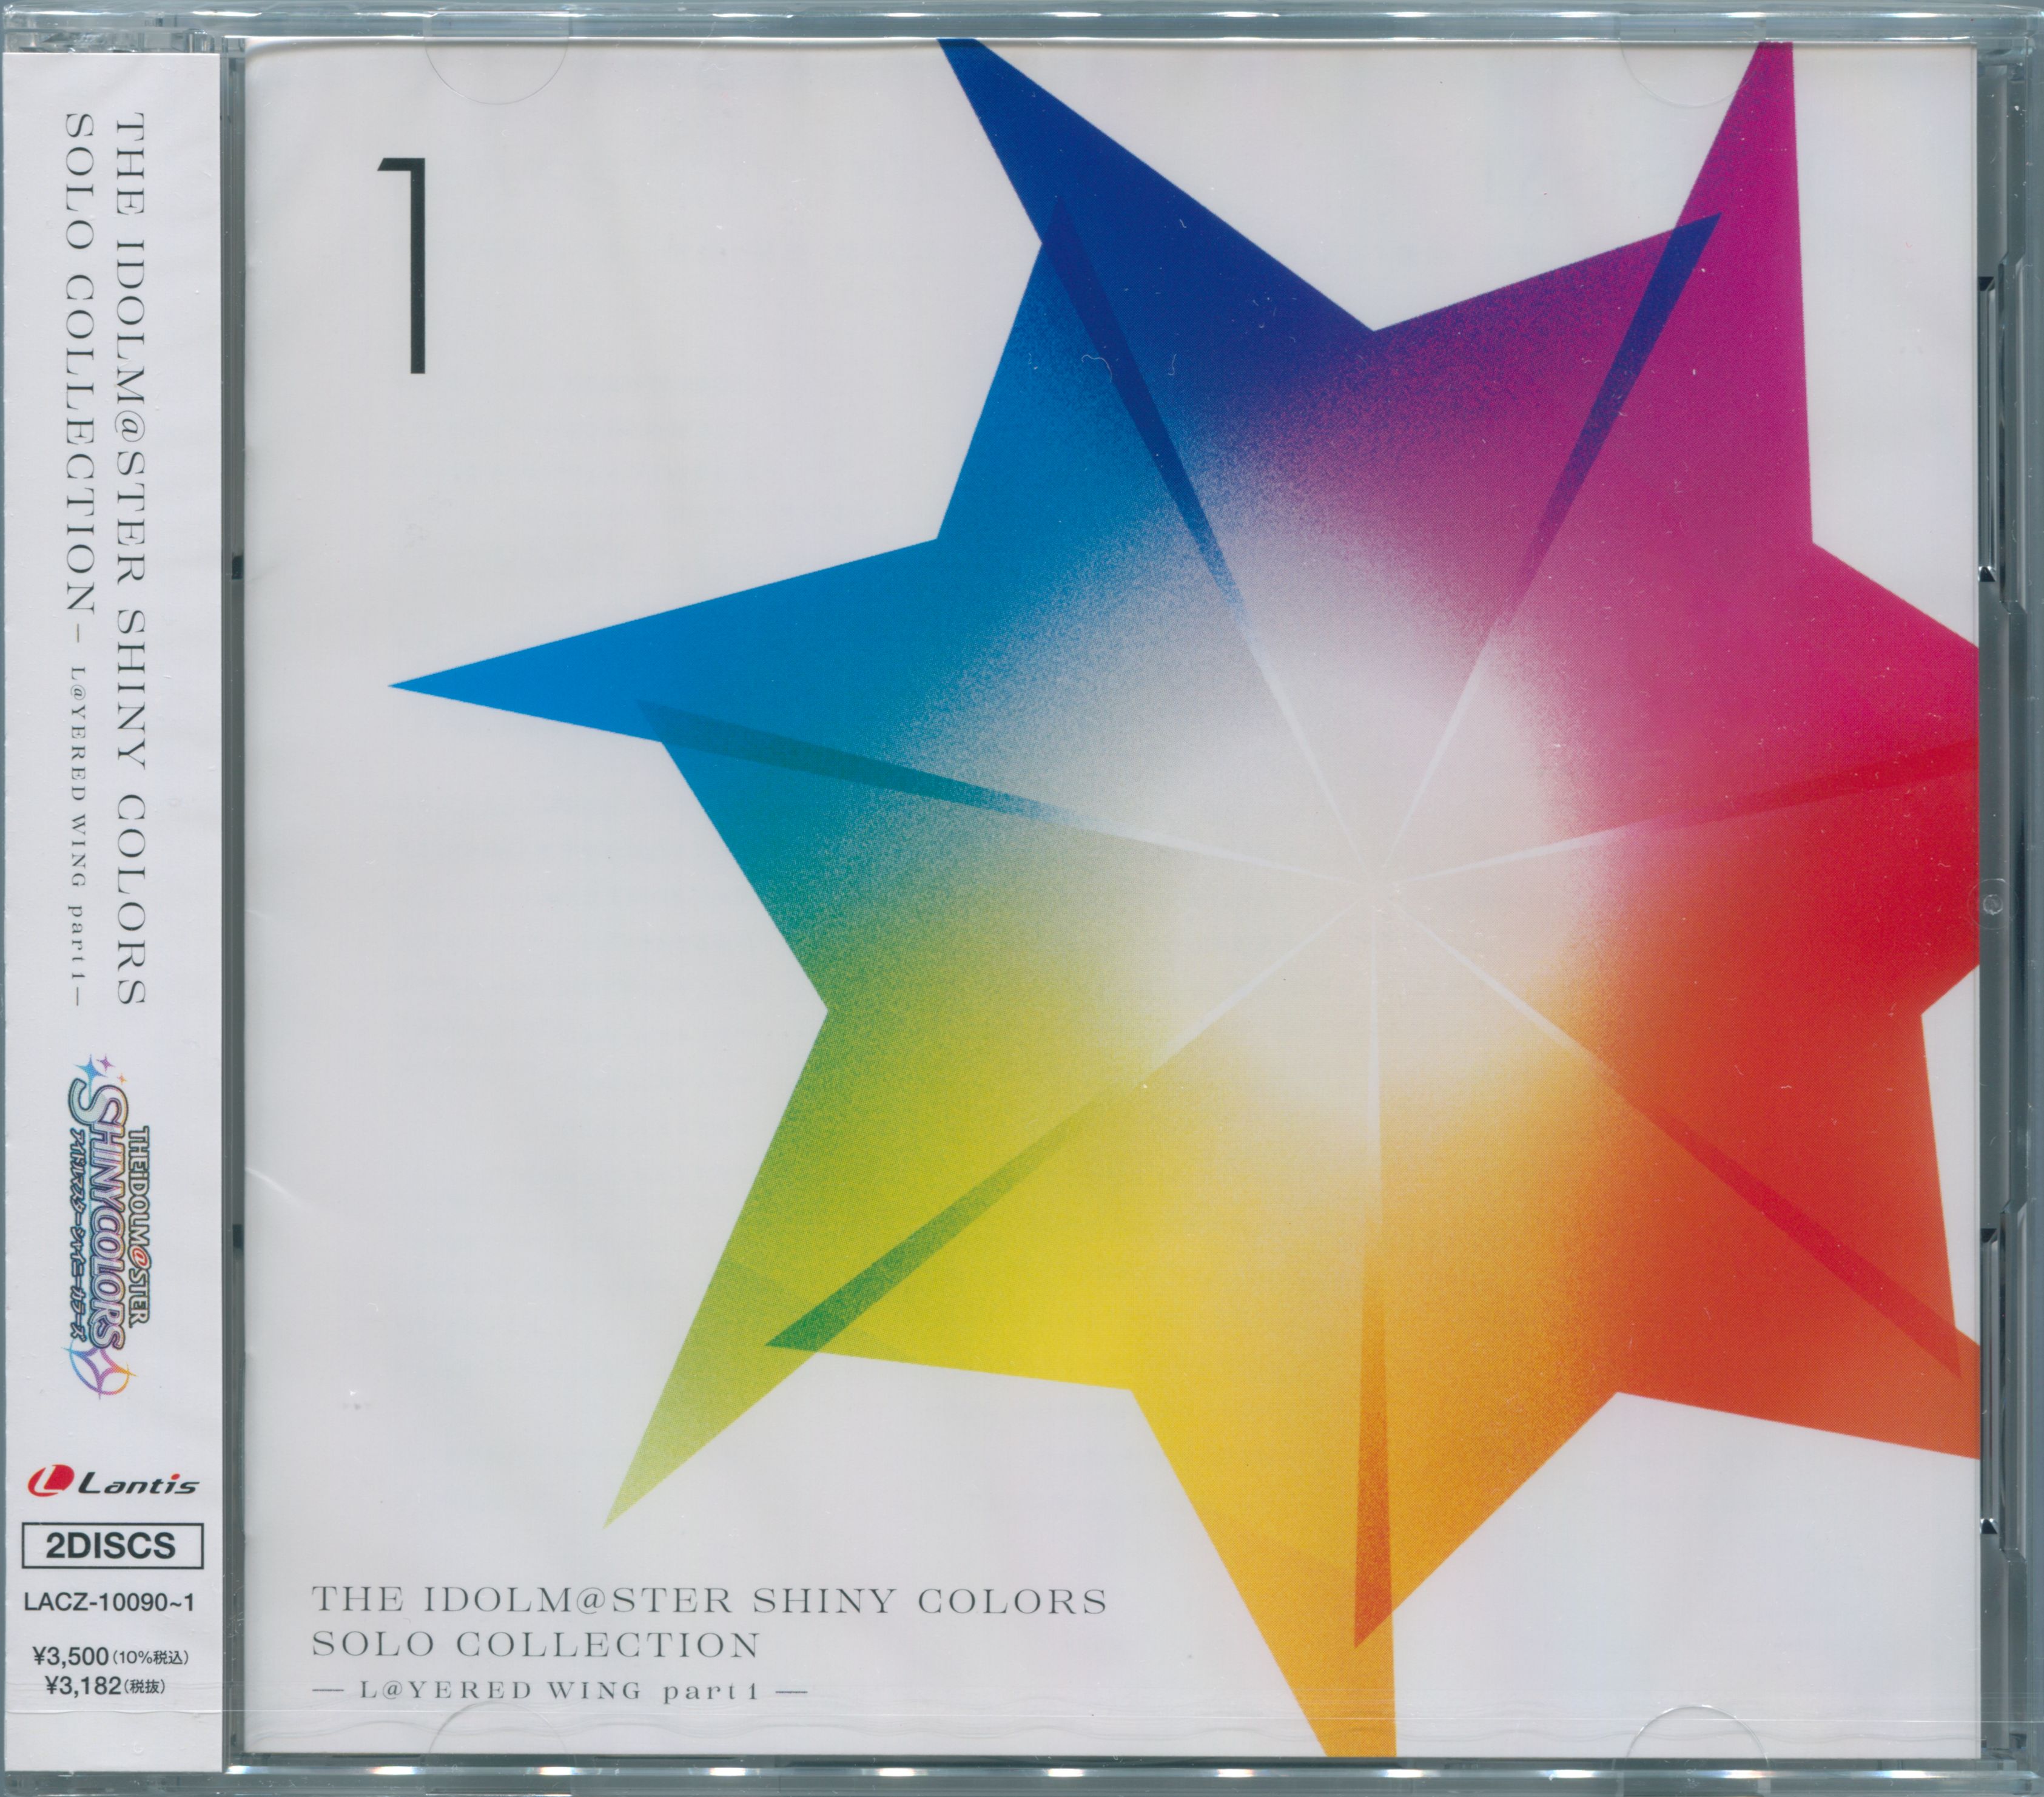 THE IDOLM@STER SHINY COLORS
SOLO COLLECTION— L@YERED WING part1—
THE iDOLM@STER
SHINYCOLORS
アイドルマスターシャイニーカラーズ
Lantis
2DISCS
LACZ-10090~1
¥3,500(10%税込)
¥3,182(税抜)
1
THE IDOLM@STER SHINY COLORS
SOLO COLLECTION
— L@YERED WING part1 —